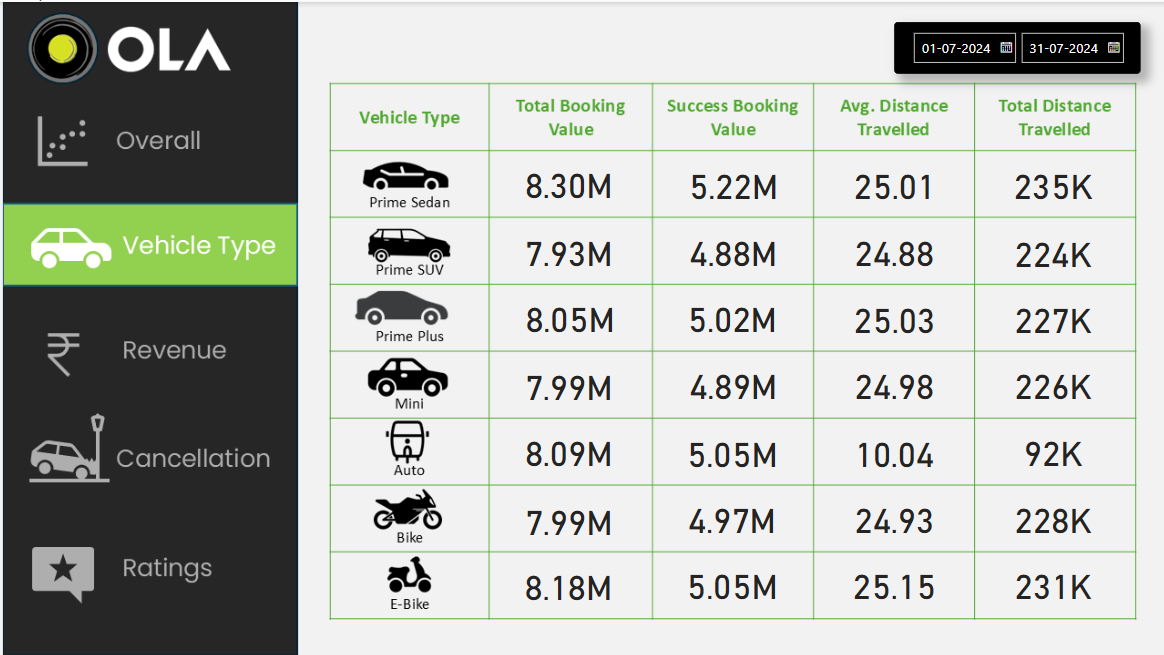 OLA
01-07-2024 31-07-2024
Overall
Vehicle Type
Revenue
Cancellation
Ratings
Vehicle Type Total Booking Value Success Booking Value Avg. Distance Travelled Total Distance Travelled
Prime Sedan 8.30M 5.22M 25.01 235K
Prime SUV 7.93M 4.88M 24.88 224K
Prime Plus 8.05M 5.02M 25.03 227K
Mini 7.99M 4.89M 24.98 226K
Auto 8.09M 5.05M 10.04 92K
Bike 7.99M 4.97M 24.93 228K
E-Bike 8.18M 5.05M 25.15 231K